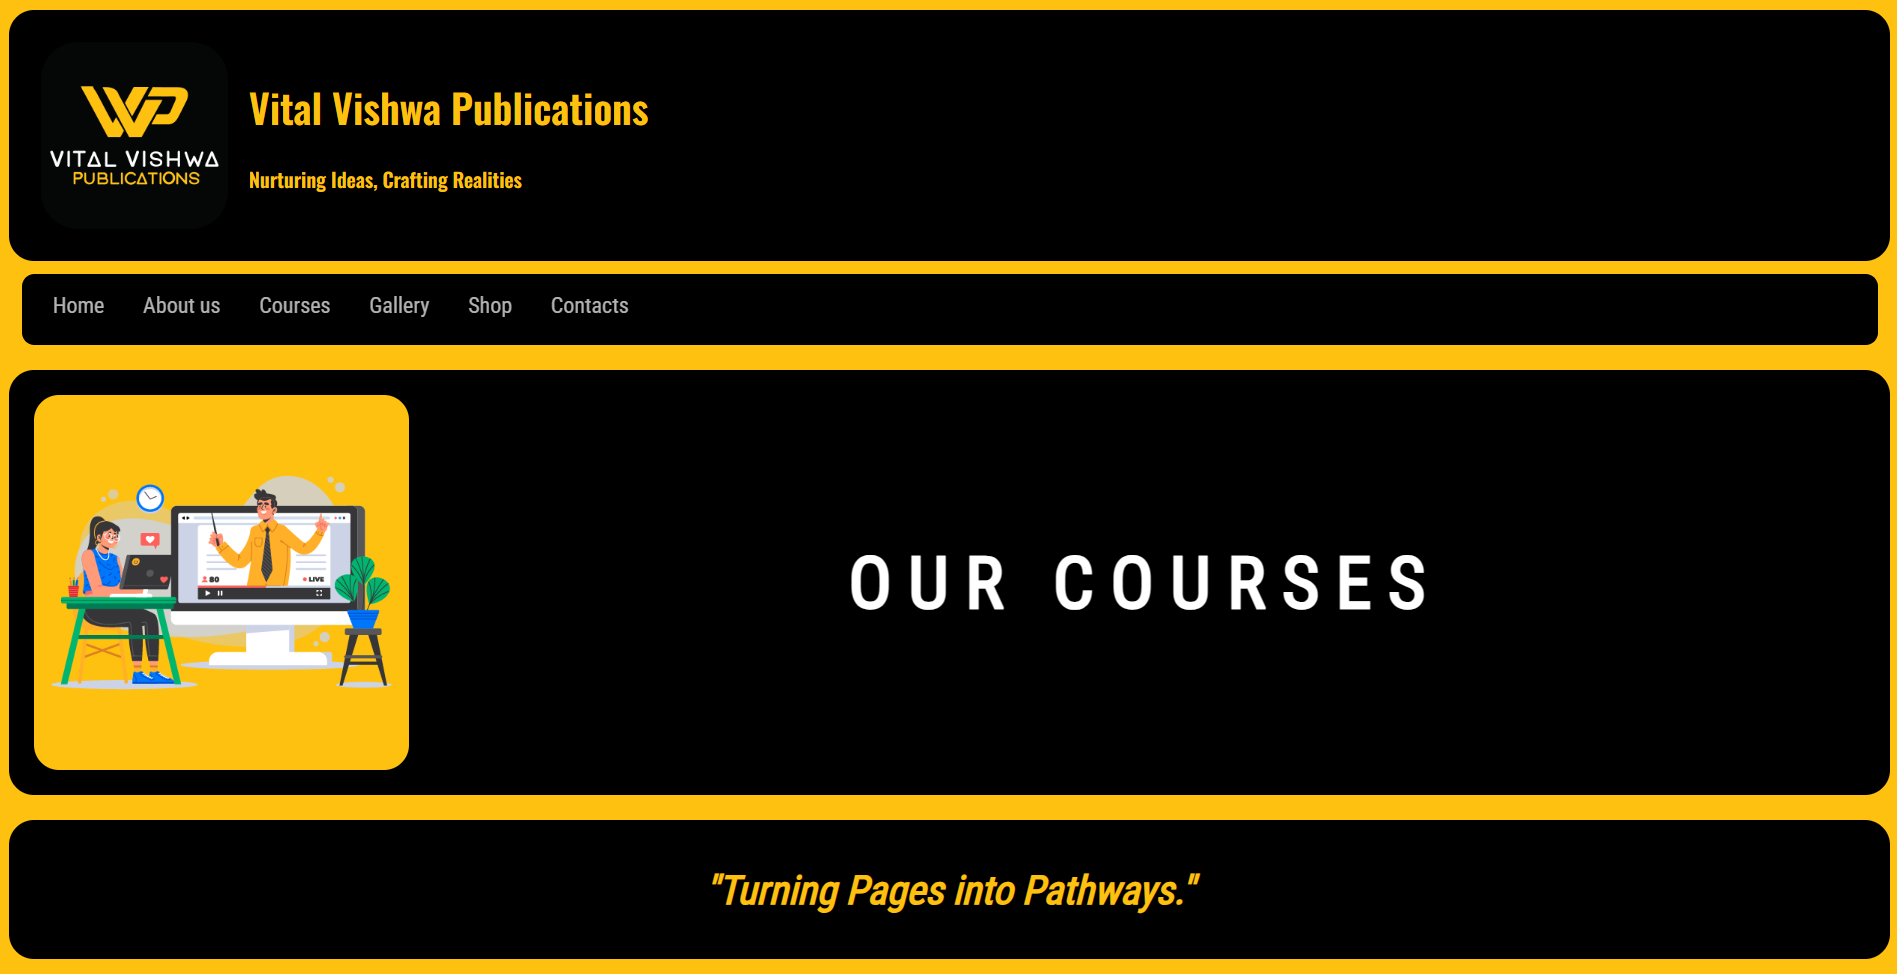 VITAL VISHWA
PUBLICATIONS
Vital Vishwa Publications
Nurturing Ideas, Crafting Realities
Home About us Courses Gallery Shop Contacts
80 LIVE
OUR COURSES
"Turning Pages into Pathways."